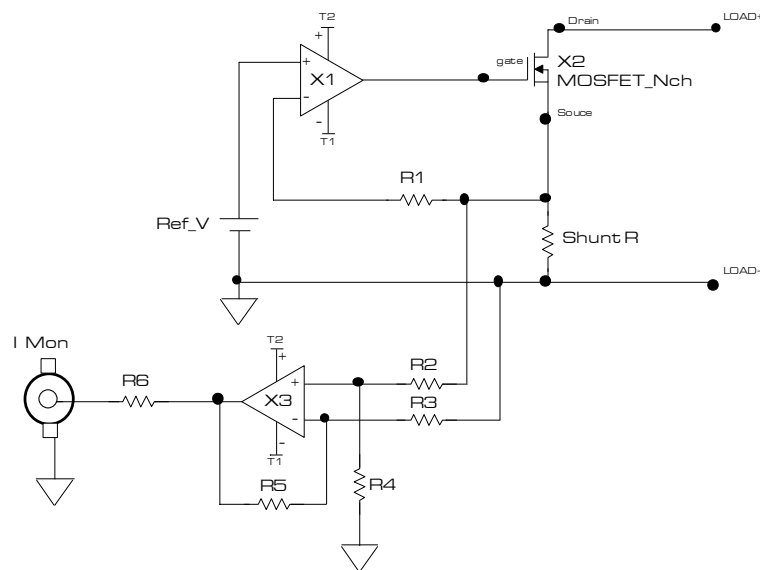 T2
Drain
LOAD+
+
gate
X2
+
X1
MOSFET_Nch
-
-
T1
Souce
R1
Ref_V
Shunt R
LOAD-
I Mon
T2
+
R2
R6
+
X3
R3
-
-
T1
R5
R4